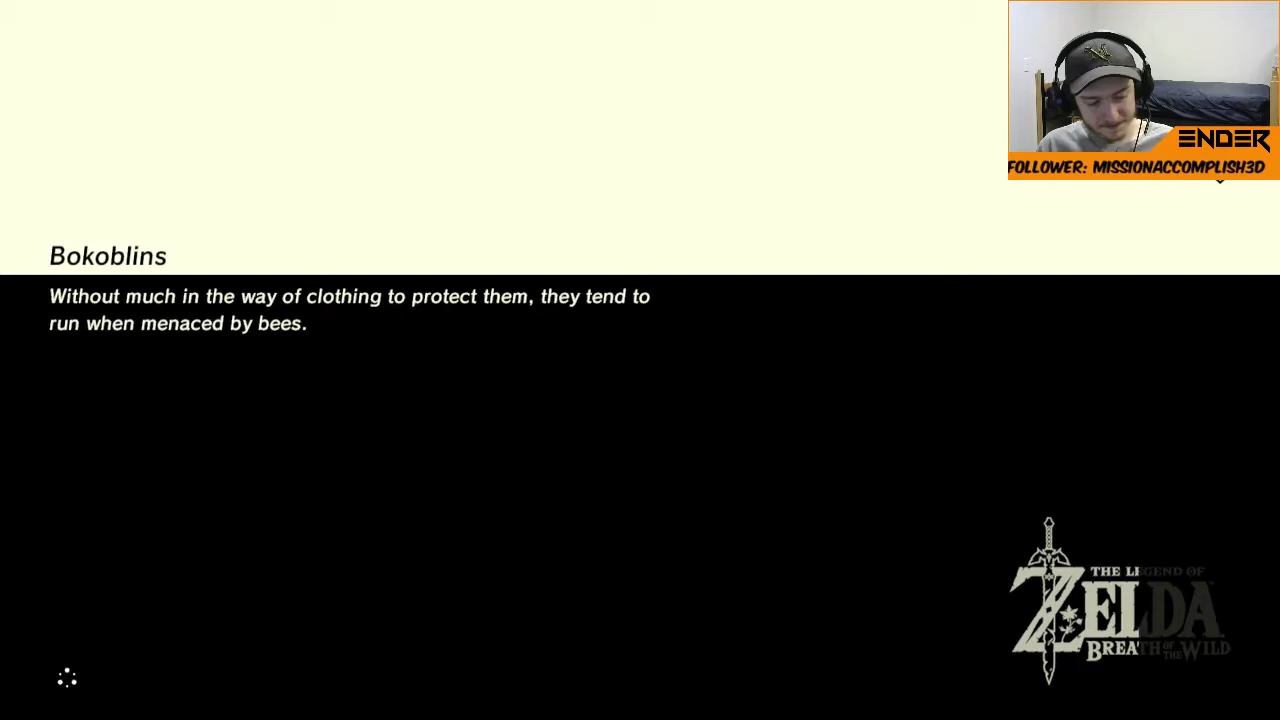 ENDER
FOLLOWER: MISSIONACCOMPLISH3D
Bokoblins
Without much in the way of clothing to protect them, they tend to
run when menaced by bees.
THE LEGEND OF
ZELDA
BREATH OF THE WILD